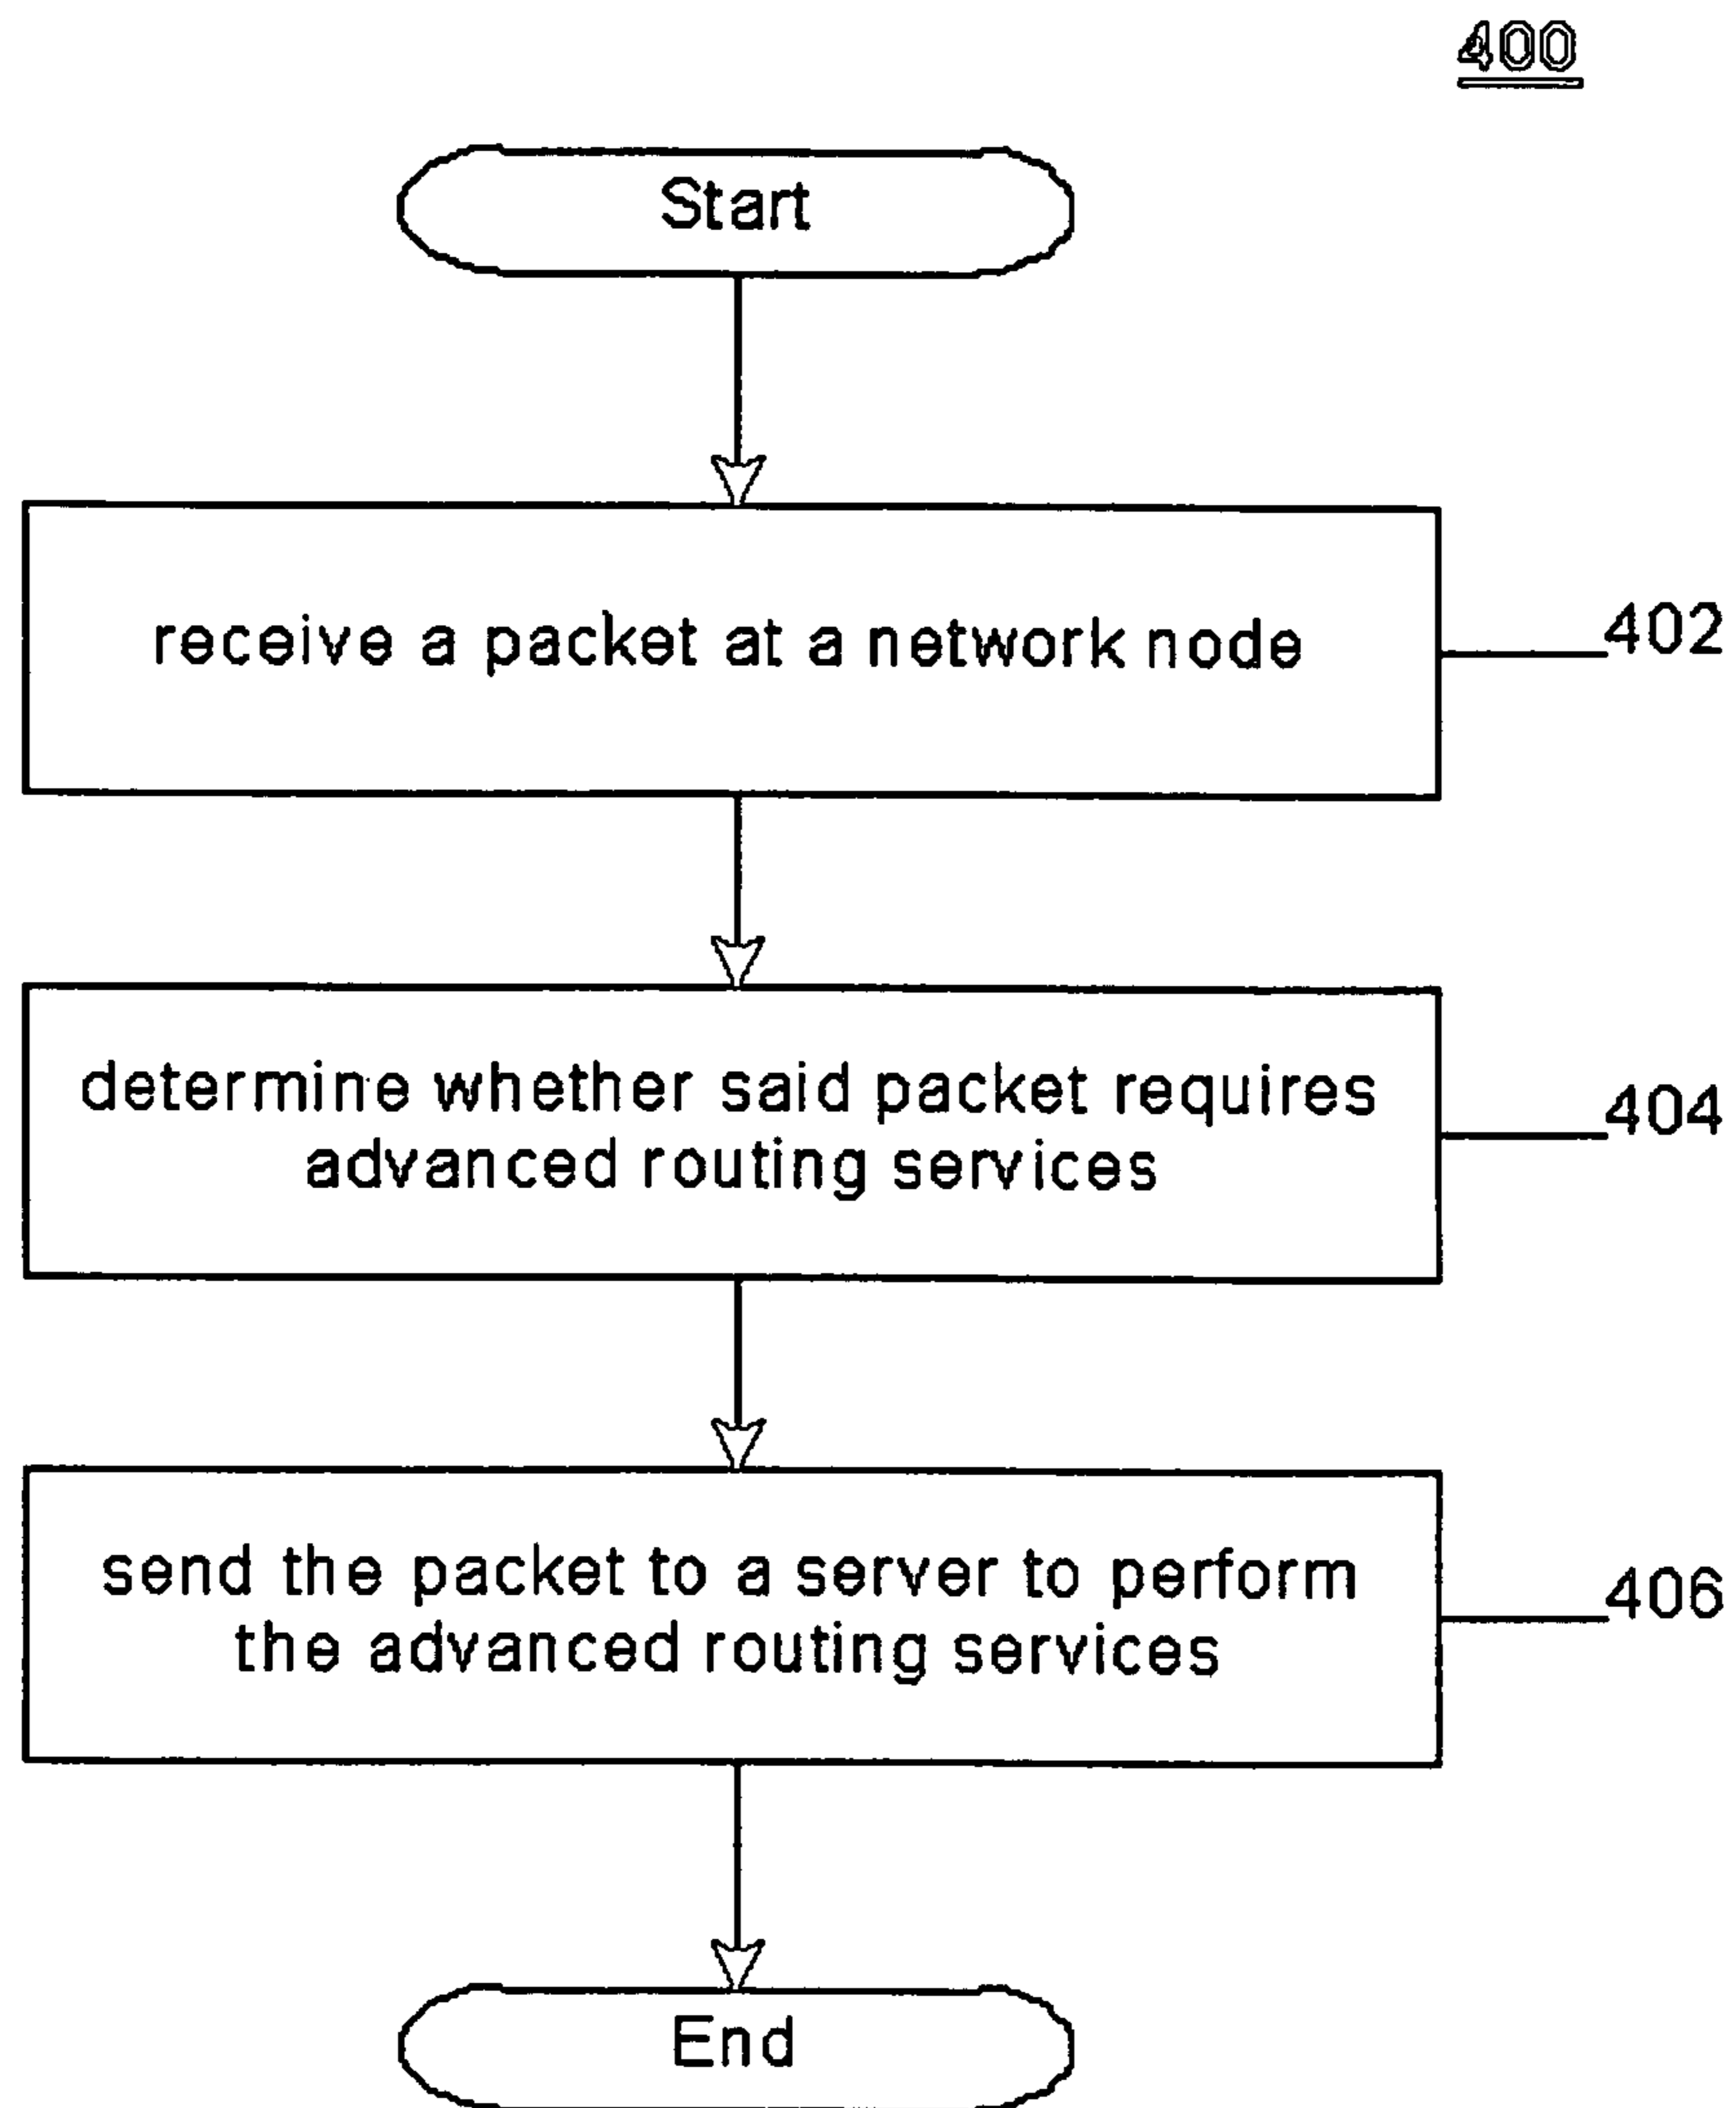 400
Start
receive a packet at a network node
402
determine whether said packet requires
advanced routing services
404
send the packet to a server to perform
the advanced routing services
406
End